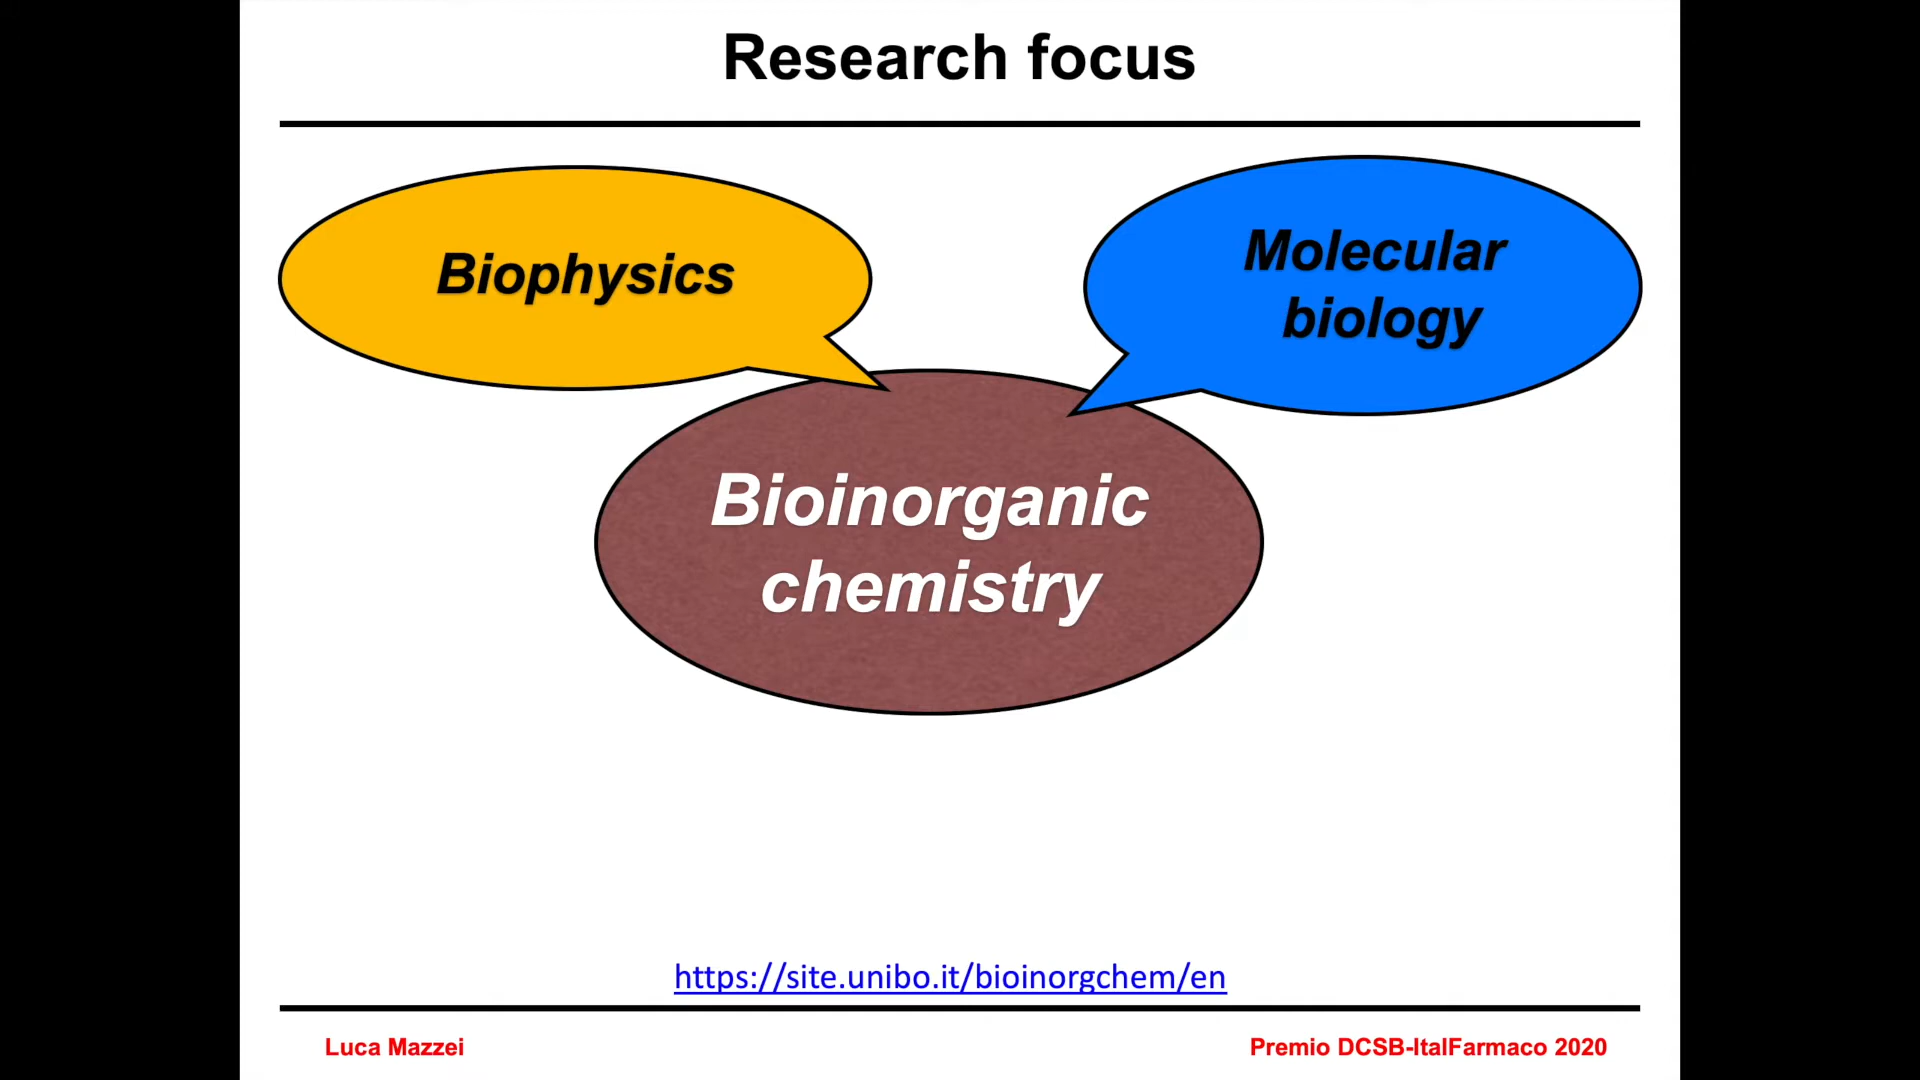 Research focus
Biophysics
Molecular
biology
Bioinorganic
chemistry
https://site.unibo.it/bioinorgchem/en
Luca Mazzei
Premio DCSB-ItalFarmaco 2020